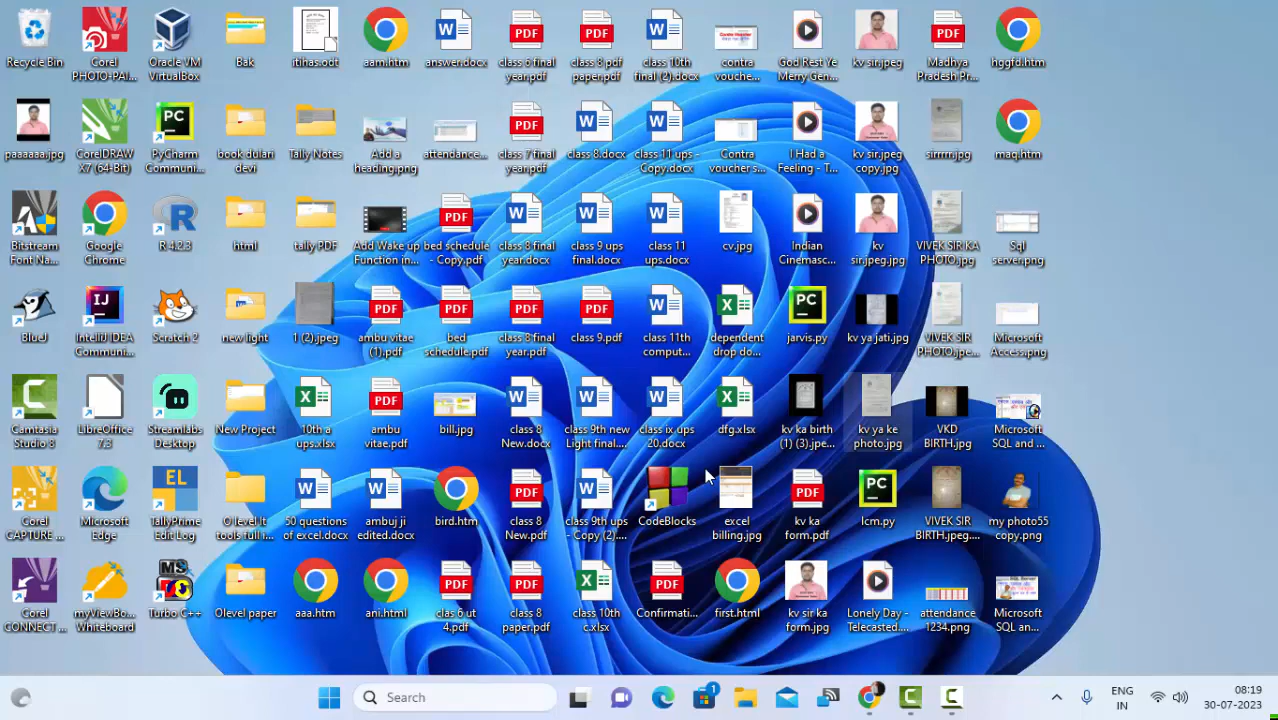 Recycle Bin
Corel PHOTO-PAI...
Oracle VM VirtualBox
Bak
itihas.odt
aam.htm
answer.docx
class 6 final year.pdf
class 8 pdf paper.pdf
class 10th final (2).docx
contra vouche...
God Rest Ye Merry Gen...
kv sir.jpeg
Madhya Pradesh Pr...
hggfd.htm
paaaaaa.jpg
CorelDRAW X7 (64-Bit)
PyCharm Communi...
book dulari devi
Tally Notes
Add a heading.png
attendance...
class 7 final year.pdf
class 8.docx
class 11 ups - Copy.docx
Contra voucher s...
I Had a Feeling - T...
kv sir.jpeg copy.jpg
sirrrrr.jpg
maq.htm
Bitstream Font Na...
Google Chrome
R 4.2.3
html
tally PDF
Add Wake up Function in...
bed schedule - Copy.pdf
class 8 final year.docx
class 9 ups final.docx
class 11 ups.docx
cv.jpg
Indian Cinemasc...
kv sir.jpeg.jpg
VIVEK SIR KA PHOTO.jpg
Sql server.png
BlueJ
IntelliJ IDEA Communi...
Scratch 2
new light
1 (2).jpeg
ambu vitae (1).pdf
bed schedule.pdf
class 8 final year.pdf
class 9.pdf
class 11th comput...
dependent drop do...
jarvis.py
kv ya jati.jpg
VIVEK SIR PHOTO.jpe...
Microsoft Access.png
Camtasia Studio 8
LibreOffice 7.3
Streamlabs Desktop
New Project
10th a ups.xlsx
ambu vitae.pdf
bill.jpg
class 8 New.docx
class 9th new Light final....
class ix ups 20.docx
dfg.xlsx
kv ka birth (1) (3).jpe...
kv ya ke photo.jpg
VKD BIRTH.jpg
Microsoft SQL and ...
Corel CAPTURE ...
Microsoft Edge
TallyPrime Edit Log
O level It tools full r...
50 questions of excel.docx
ambuj ji edited.docx
bird.htm
class 8 New.pdf
class 9th ups - Copy (2)....
CodeBlocks
excel billing.jpg
kv ka form.pdf
lcm.py
VIVEK SIR BIRTH.jpeg....
my photo55 copy.png
Corel CONNECT ...
myViewBo... Whiteboard
Turbo C++
Olevel paper
aaa.htm
ani.html
clas 6 ut 4.pdf
class 8 paper.pdf
class 10th c.xlsx
Confirmati...
first.html
kv sir ka form.jpg
Lonely Day - Telecasted....
attendance 1234.png
Microsoft SQL an...
Search
1
ENG
IN
08:19
30-07-2023